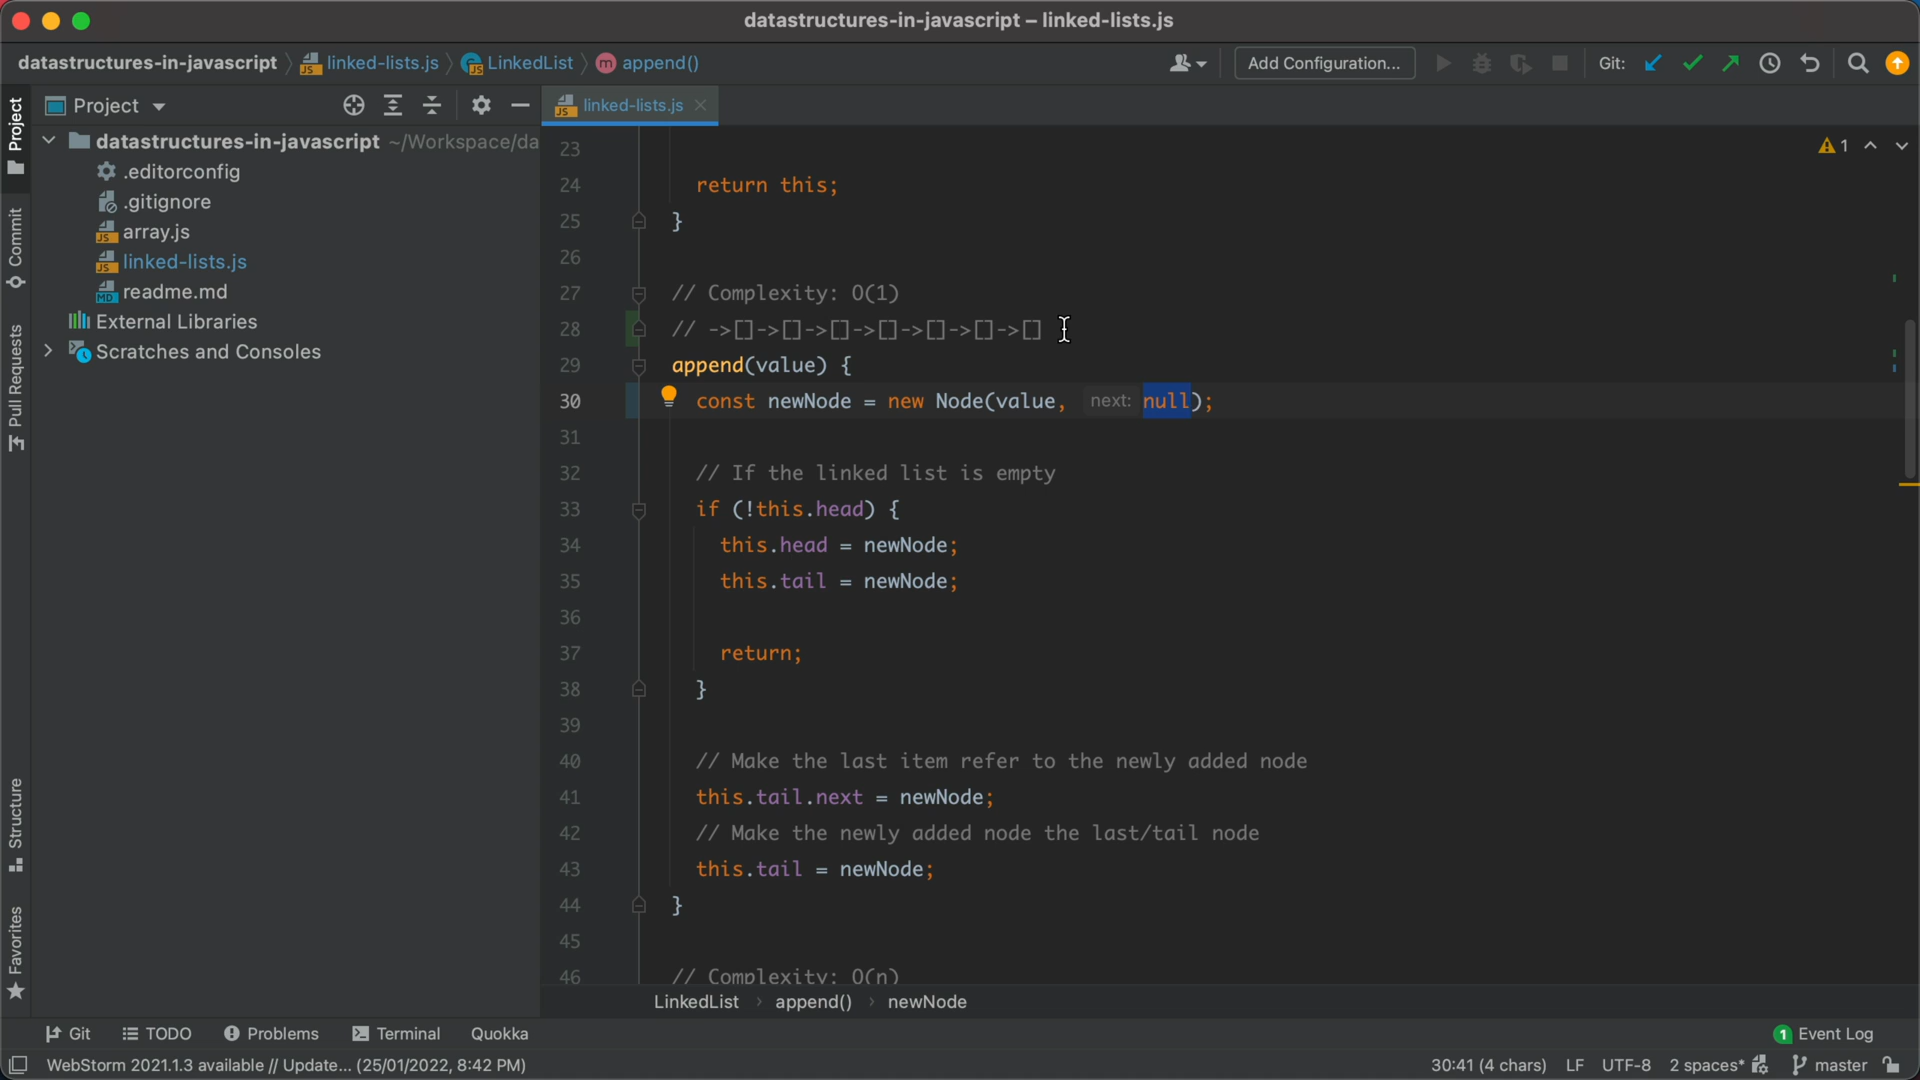 datastructures-in-javascript – linked-lists.js
datastructures-in-javascript linked-lists.js LinkedList append()
Add Configuration...
Git:
Project
linked-lists.js
datastructures-in-javascript ~/Workspace/da
.editorconfig
.gitignore
array.js
linked-lists.js
readme.md
External Libraries
Scratches and Consoles
Project
Commit
Pull Requests
Structure
Favorites
1
23
24 return this;
25 }
26
27 // Complexity: O(1)
28 // ->[]->[]->[]->[]->[]->[]->[]
29 append(value) {
30 const newNode = new Node(value, next: null);
31
32 // If the linked list is empty
33 if (!this.head) {
34 this.head = newNode;
35 this.tail = newNode;
36
37 return;
38 }
39
40 // Make the last item refer to the newly added node
41 this.tail.next = newNode;
42 // Make the newly added node the last/tail node
43 this.tail = newNode;
44 }
45
46 // Complexity: O(n)
LinkedList › append() › newNode
Git TODO Problems Terminal Quokka
1 Event Log
WebStorm 2021.1.3 available // Update... (25/01/2022, 8:42 PM)
30:41 (4 chars) LF UTF-8 2 spaces* master